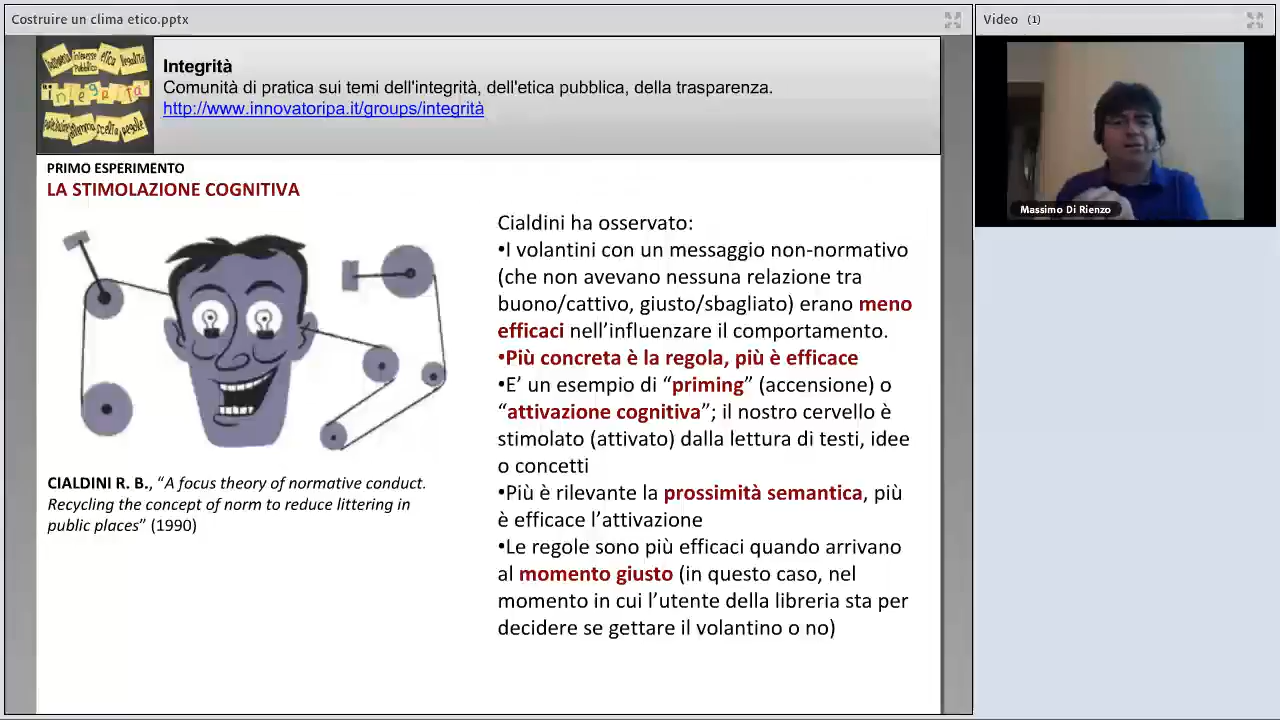 Costruire un clima etico.pptx
Video (1)
Integrità
Comunità di pratica sui temi dell'integrità, dell'etica pubblica, della trasparenza.
http://www.innovatoripa.it/groups/integrità
interesse pubblico
etica
legalità
"integrità"
scelta
regole
PRIMO ESPERIMENTO
LA STIMOLAZIONE COGNITIVA
Massimo Di Rienzo
Cialdini ha osservato:
•I volantini con un messaggio non-normativo
(che non avevano nessuna relazione tra
buono/cattivo, giusto/sbagliato) erano meno
efficaci nell’influenzare il comportamento.
•Più concreta è la regola, più è efficace
•E’ un esempio di “priming” (accensione) o
“attivazione cognitiva”; il nostro cervello è
stimolato (attivato) dalla lettura di testi, idee
o concetti
•Più è rilevante la prossimità semantica, più
è efficace l’attivazione
•Le regole sono più efficaci quando arrivano
al momento giusto (in questo caso, nel
momento in cui l’utente della libreria sta per
decidere se gettare il volantino o no)
CIALDINI R. B., “A focus theory of normative conduct.
Recycling the concept of norm to reduce littering in
public places” (1990)